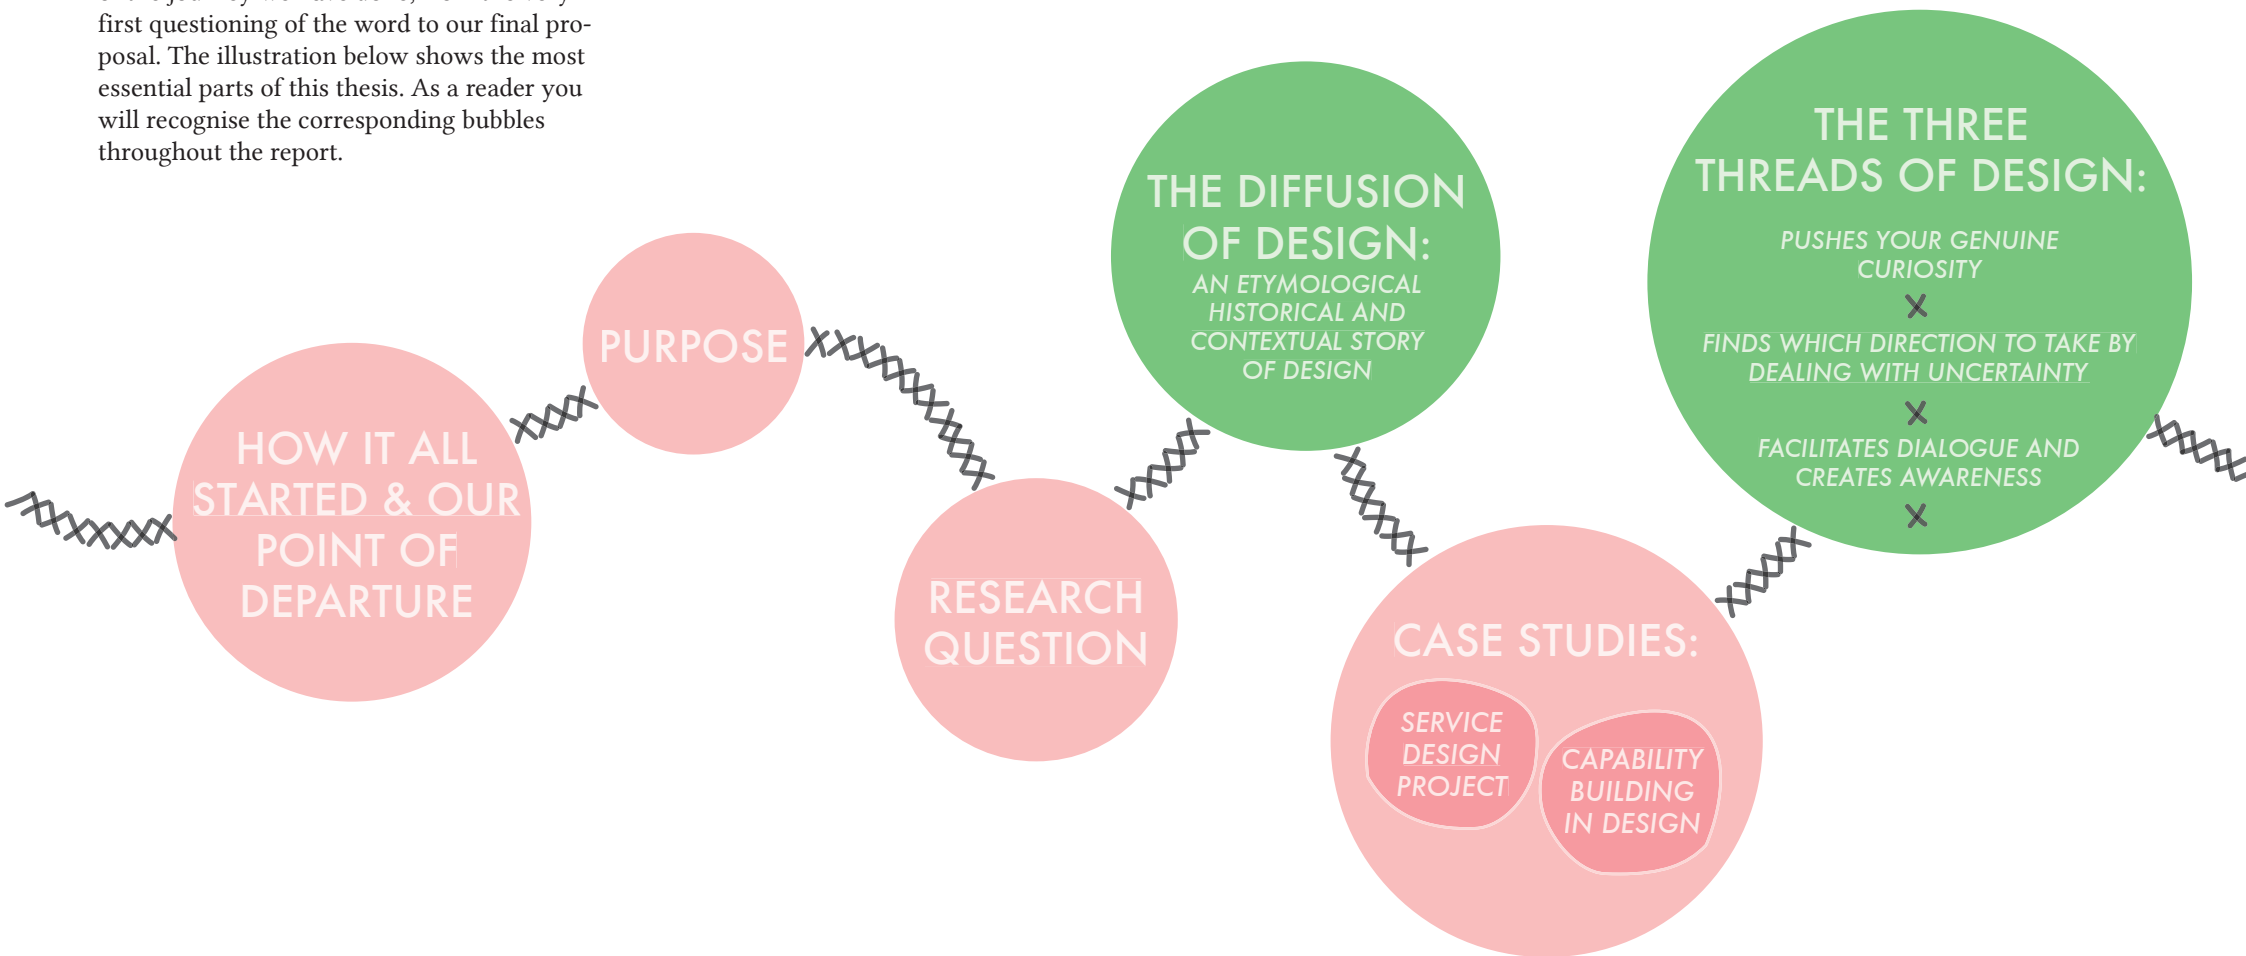 first questioning of the word to our final pro-
posal. The illustration below shows the most
essential parts of this thesis. As a reader you
will recognise the corresponding bubbles
throughout the report.
HOW IT ALL
STARTED & OUR
POINT OF
DEPARTURE
PURPOSE
RESEARCH
QUESTION
THE DIFFUSION
OF DESIGN:
AN ETYMOLOGICAL
HISTORICAL AND
CONTEXTUAL STORY
OF DESIGN
CASE STUDIES:
SERVICE
DESIGN
PROJECT
CAPABILITY
BUILDING
IN DESIGN
THE THREE
THREADS OF DESIGN:
PUSHES YOUR GENUINE
CURIOSITY
FINDS WHICH DIRECTION TO TAKE BY
DEALING WITH UNCERTAINTY
FACILITATES DIALOGUE AND
CREATES AWARENESS